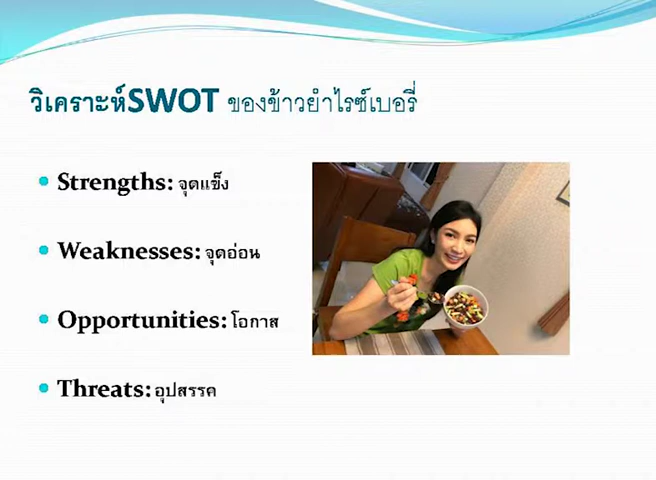 วิเคราะห์SWOT ของข้าวยำไรซ์เบอรี่
Strengths: จุดแข็ง
Weaknesses: จุดอ่อน
Opportunities: โอกาส
Threats: อุปสรรค